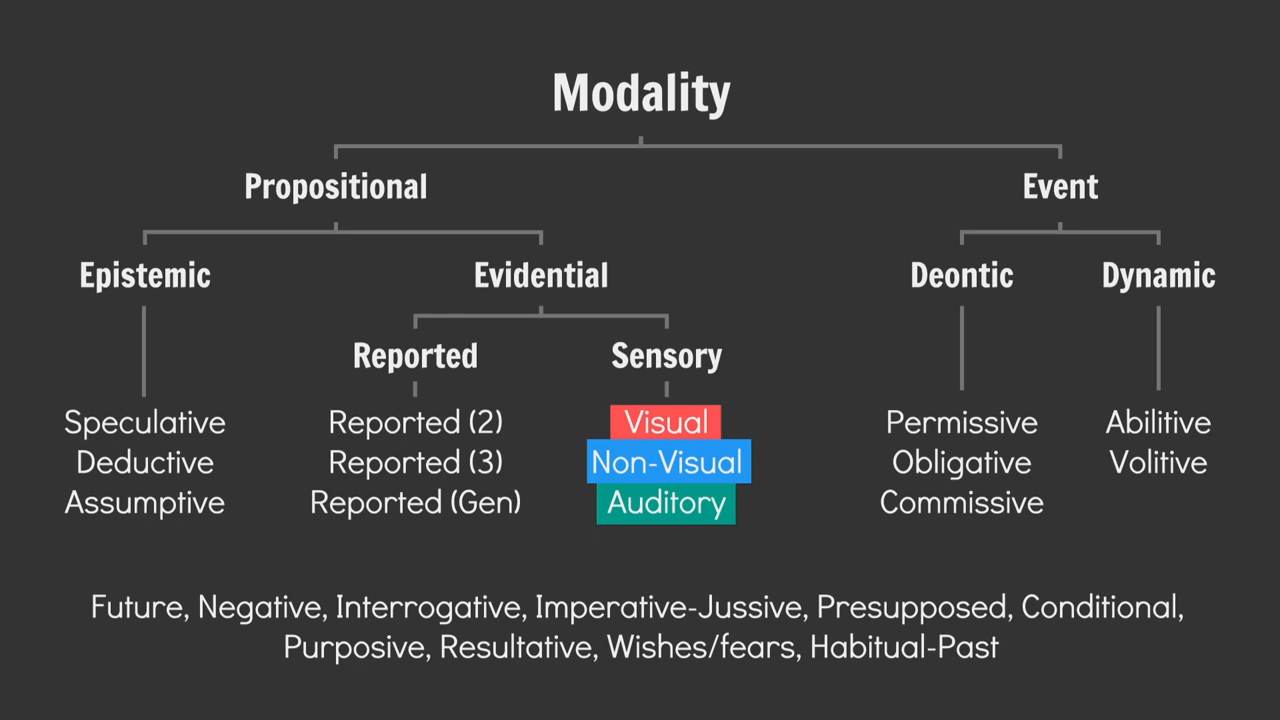 Modality
Propositional
Event
Epistemic
Evidential
Deontic
Dynamic
Reported
Sensory
Speculative
Deductive
Assumptive
Reported (2)
Reported (3)
Reported (Gen)
Visual
Non-Visual
Auditory
Permissive
Obligative
Commissive
Abilitive
Volitive
Future, Negative, Interrogative, Imperative-Jussive, Presupposed, Conditional,
Purposive, Resultative, Wishes/fears, Habitual-Past